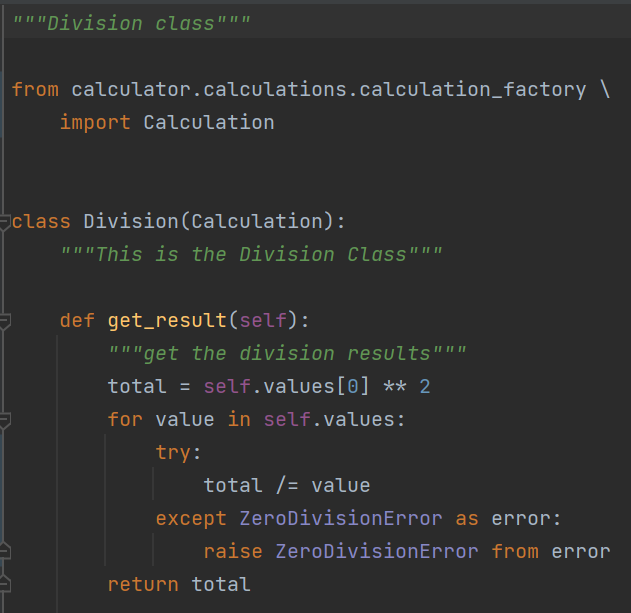 """Division class"""
from calculator.calculations.calculation_factory \
    import Calculation
class Division(Calculation):
    """This is the Division Class"""
    def get_result(self):
        """get the division results"""
        total = self.values[0] ** 2
        for value in self.values:
            try:
                total /= value
            except ZeroDivisionError as error:
                raise ZeroDivisionError from error
        return total